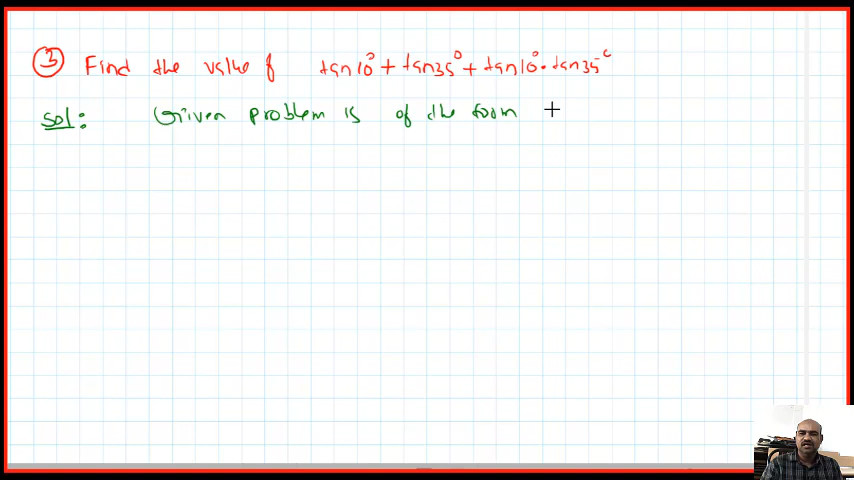 ③ Find the value of tan10° + tan35° + tan10° · tan35°
Sol: Given problem is of the form